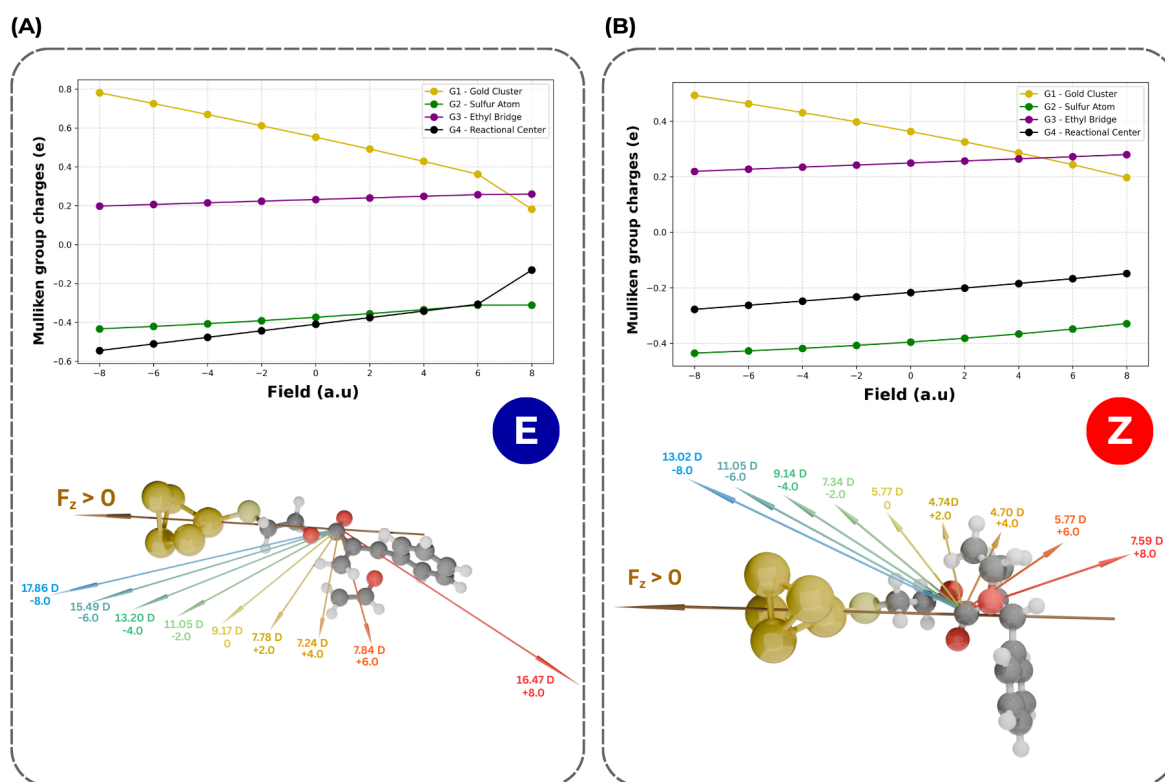 (A)
(B)
Mulliken group charges (e)
0.8
0.6
0.4
0.2
0.0
−0.2
−0.4
−0.6
G1 - Gold Cluster
G2 - Sulfur Atom
G3 - Ethyl Bridge
G4 - Reactional Center
−8
−6
−4
−2
0
2
4
6
8
Field (a.u)
E
Mulliken group charges (e)
0.4
0.2
0.0
−0.2
−0.4
G1 - Gold Cluster
G2 - Sulfur Atom
G3 - Ethyl Bridge
G4 - Reactional Center
−8
−6
−4
−2
0
2
4
6
8
Field (a.u)
Z
Fz > 0
17.86 D
-8.0
15.49 D
-6.0
13.20 D
-4.0
11.05 D
-2.0
9.17 D
0
7.78 D
+2.0
7.24 D
+4.0
7.84 D
+6.0
16.47 D
+8.0
13.02 D
-8.0
11.05 D
-6.0
9.14 D
-4.0
7.34 D
-2.0
5.77 D
0
4.74D
+2.0
4.70 D
+4.0
5.77 D
+6.0
7.59 D
+8.0
Fz > 0